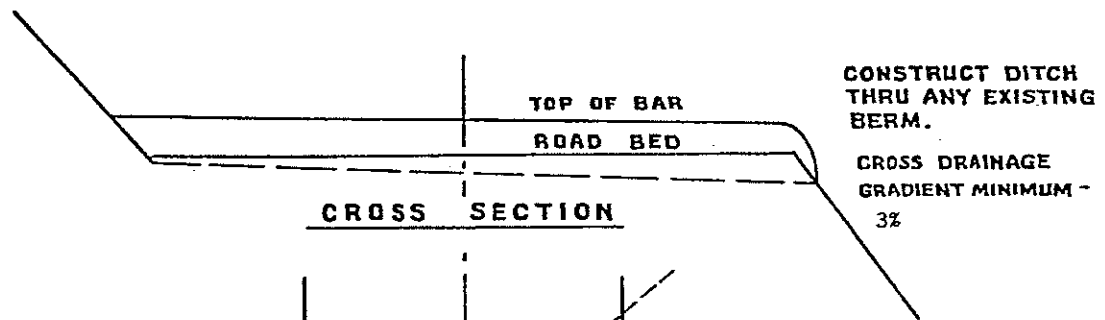 TOP OF BAR
ROAD BED
CROSS SECTION
CONSTRUCT DITCH
THRU ANY EXISTING
BERM.
CROSS DRAINAGE
GRADIENT MINIMUM -
3%